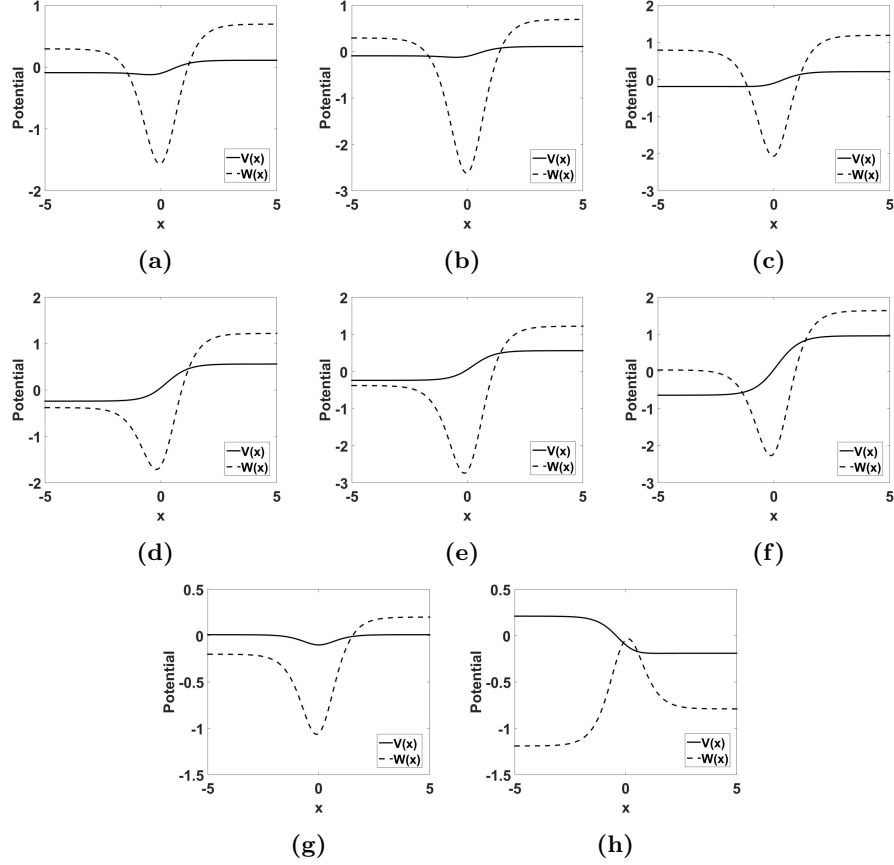 1
0
-1
-2
Potential
-5
0
5
x
V(x)
W(x)
(a)
1
0
-1
-2
-3
Potential
-5
0
5
x
V(x)
W(x)
(b)
2
1
0
-1
-2
-3
Potential
-5
0
5
x
V(x)
W(x)
(c)
2
1
0
-1
-2
Potential
-5
0
5
x
V(x)
W(x)
(d)
2
1
0
-1
-2
-3
Potential
-5
0
5
x
V(x)
W(x)
(e)
2
1
0
-1
-2
-3
Potential
-5
0
5
x
V(x)
W(x)
(f)
0.5
0
-0.5
-1
-1.5
Potential
-5
0
5
x
V(x)
W(x)
(g)
0.5
0
-0.5
-1
-1.5
Potential
-5
0
5
x
V(x)
W(x)
(h)